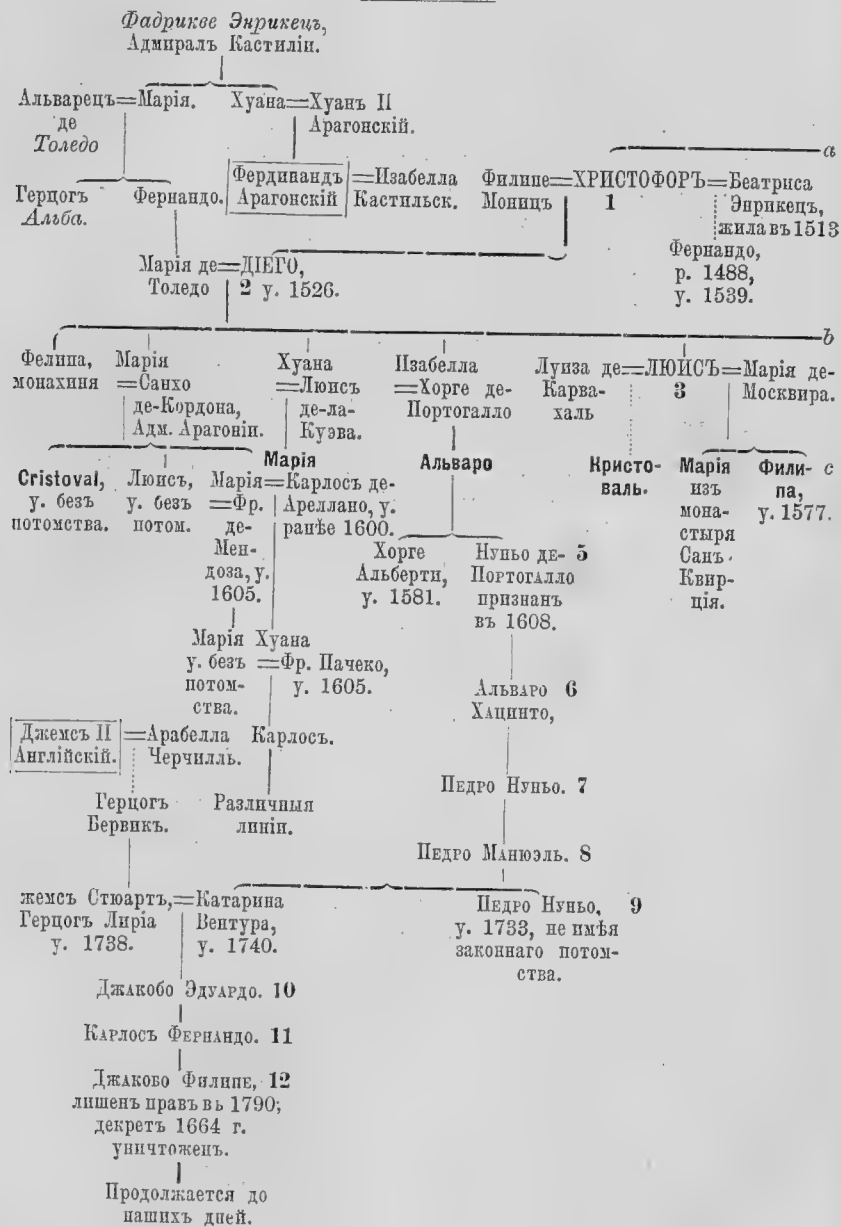 Фадрикве Энрикецъ,
Адмиралъ Кастиліи.
Альварецъ=Марія. Хуана=Хуанъ II
де Арагонскій.
Толедо
a
Фердинандъ=Изабелла Филипе=ХРИСТОФОРЪ=Беатриса
Герцогъ Фернандо. Арагонскій Кастильск. Моницъ 1 Энрикецъ,
Альба. жила въ 1513
Фернандо,
Марія де=ДІЕГО, р. 1488,
Толедо 2 у. 1526. у. 1539.
b
Фелипа, Марія Хуана Изабелла Луиза де=ЛЮИСЪ=Марія де-
монахиня =Санхо =Люисъ =Хорге де- Карва- 3 Москвира.
де-Кордона, де-ла- Портогалло халь
Адм. Арагоніи. Куэва.
Марія Альваро Кристо- Марія Фили- c
Cristoval, Люисъ, Марія=Карлосъ де- валь. изъ па,
у. безъ у. безъ =Фр. Ареллано, у. мона- у. 1577.
потомства. потом. де- ранѣе 1600. стыря
Мен- Хорге Нуньо де- 5 Санъ-
доза, у. Альберти, Портогалло Квир-
1605. у. 1581. признанъ ція.
въ 1608.
Марія Хуана
у. безъ =Фр. Пачеко,
потом- у. 1605. Альваро 6
ства. Хацинто,
Джемсъ II=Арабелла Карлосъ.
Англійскій. Черчилль.
Педро Нуньо. 7
Герцогъ Различныя
Бервикъ. линіи.
Педро Манюэль. 8
жемсъ Стюартъ,=Катарина Педро Нуньо, 9
Герцогъ Лиріа Вентура, у. 1733, не имѣя
у. 1738. у. 1740. законнаго потом-
ства.
Джакобо Эдуардо. 10
Карлосъ Фернандо. 11
Джакобо Филипе, 12
лишенъ правъ въ 1790;
декретъ 1664 г.
уничтоженъ.
Продолжается до
нашихъ дней.